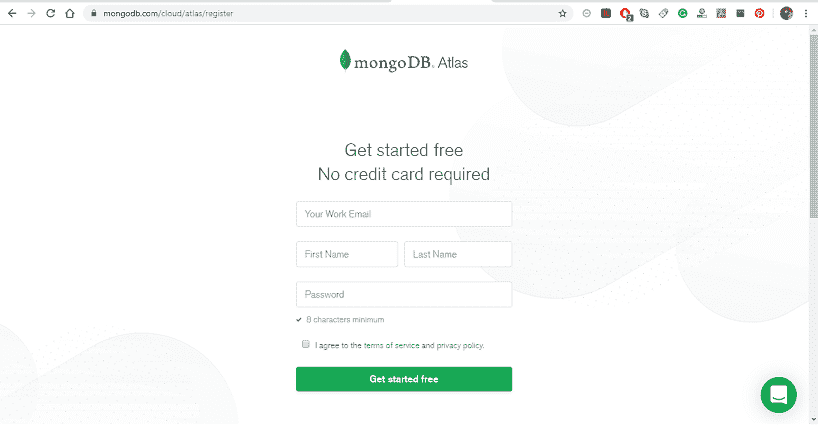 mongodb.com/cloud/atlas/register
2
mongoDB. Atlas
Get started free
No credit card required
Your Work Email
First Name Last Name
Password
8 characters minimum
I agree to the terms of service and privacy policy.
Get started free